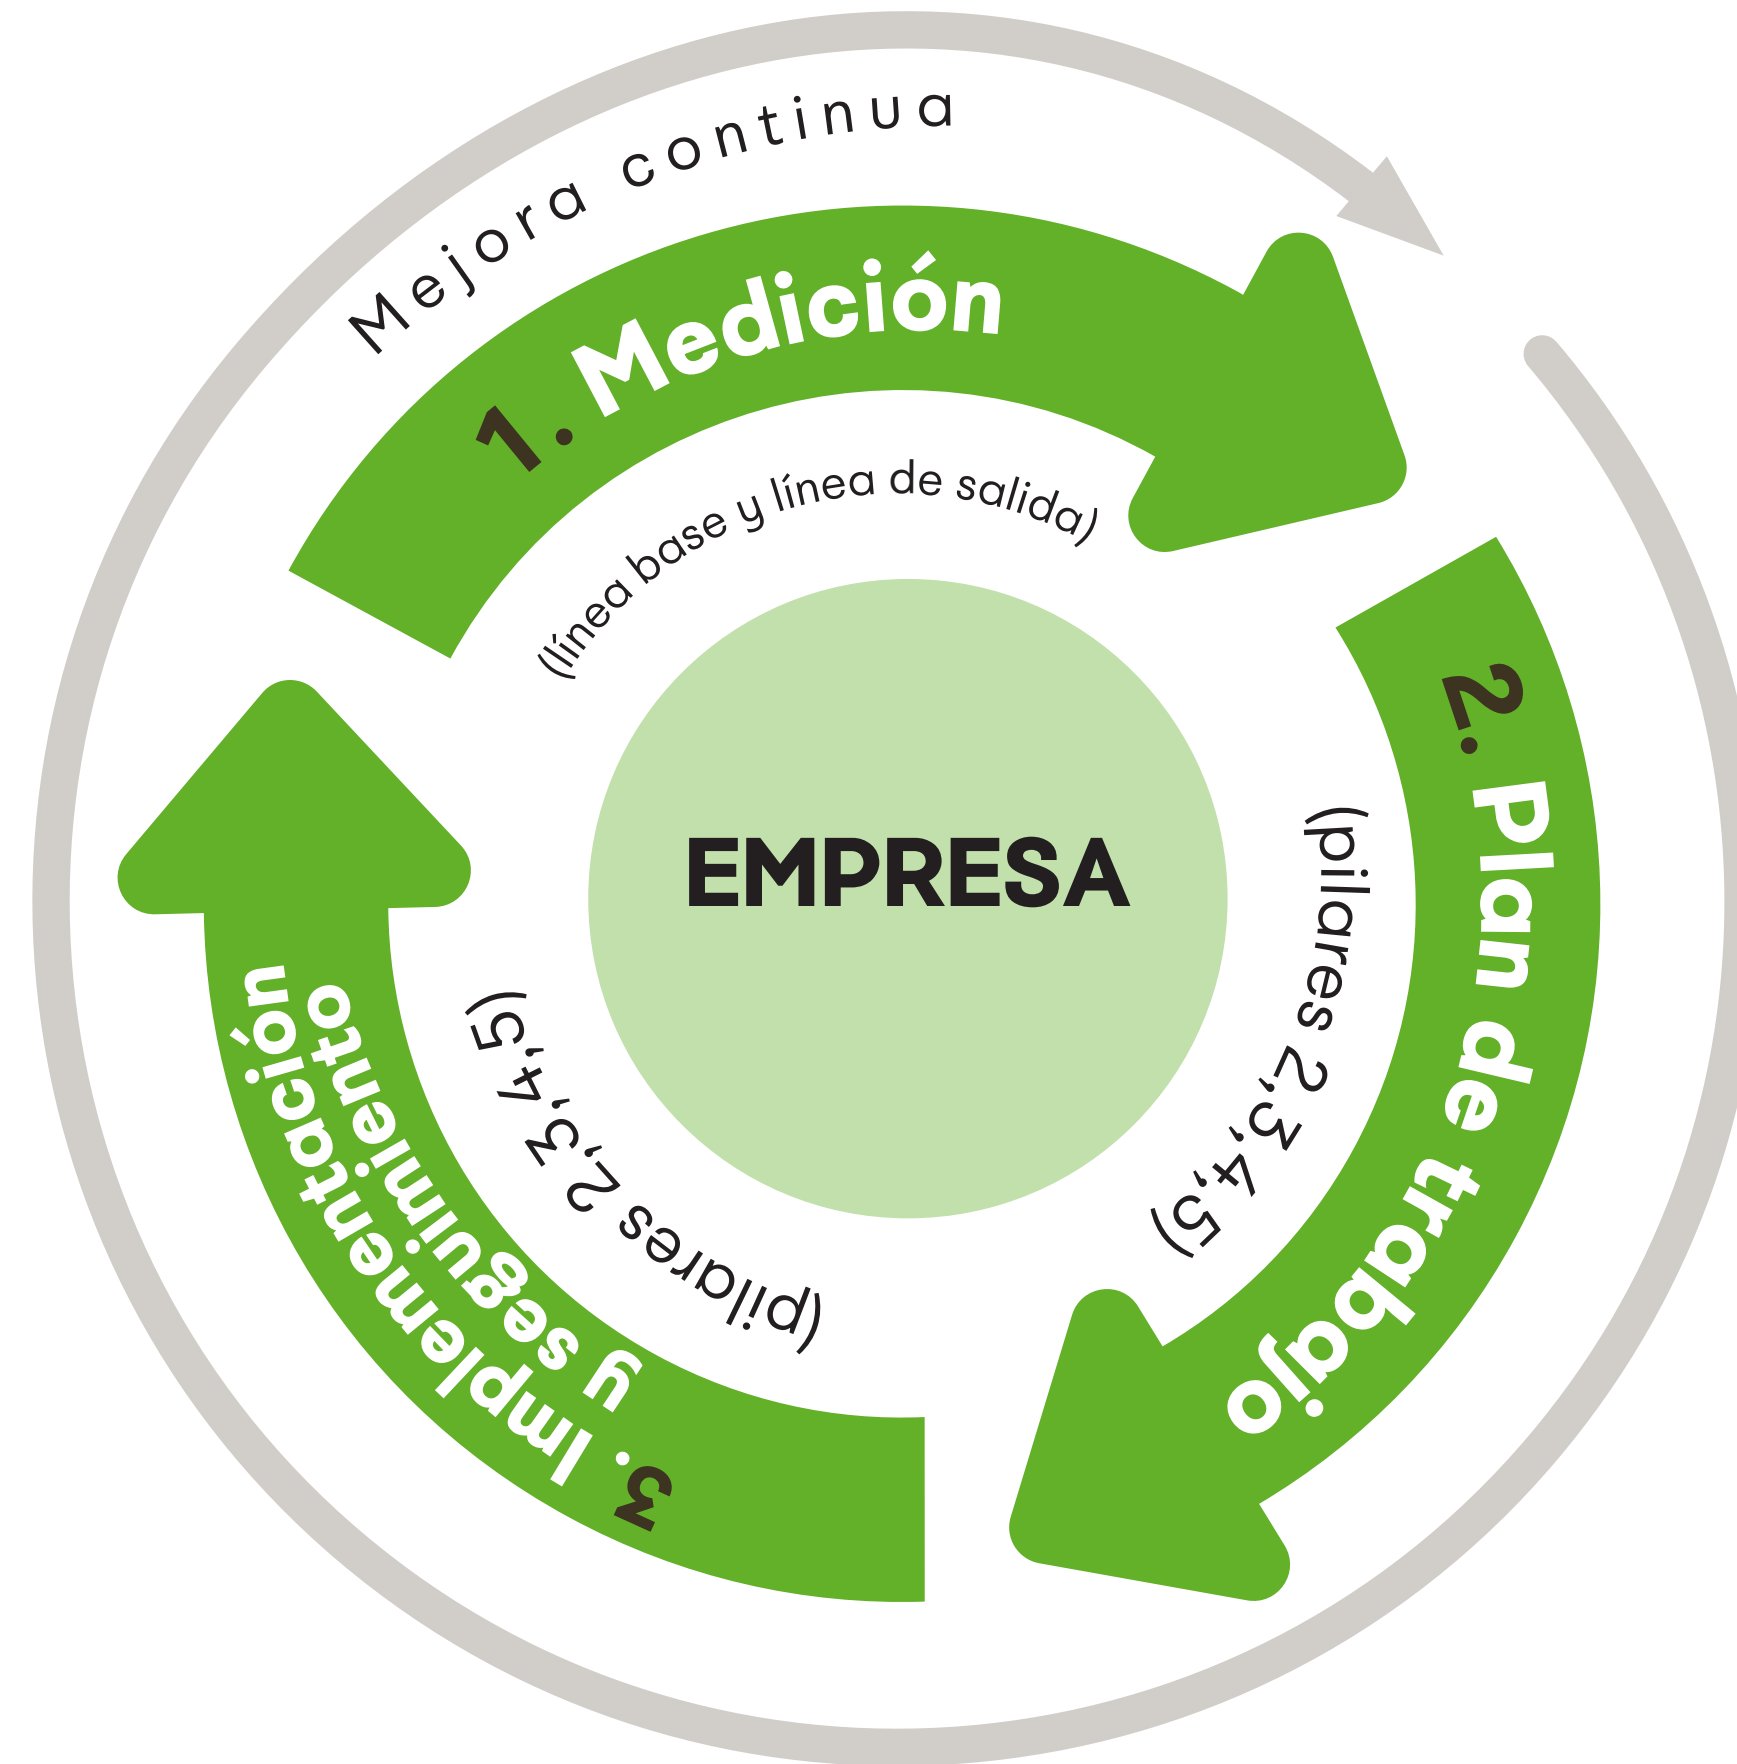 Mejora continua
1. Medición
(línea base y línea de salida)
EMPRESA
2. Plan de trabajo
(pilares 2, 3, 4, 5)
3. Implementación
y seguimiento
(pilares 2, 3, 4, 5)